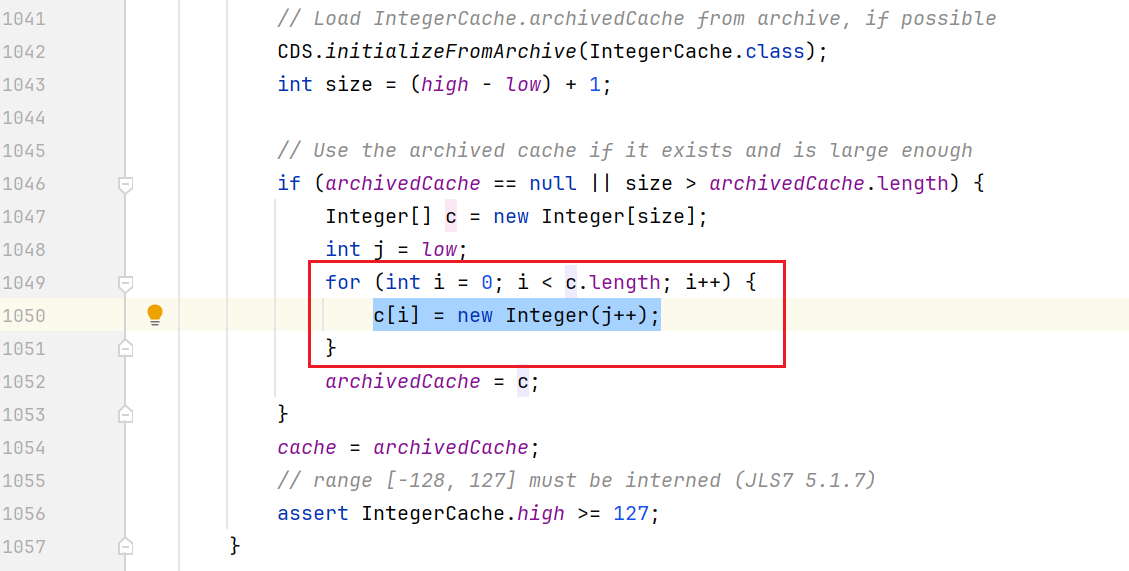 1041 // Load IntegerCache.archivedCache from archive, if possible
1042 CDS.initializeFromArchive(IntegerCache.class);
1043 int size = (high - low) + 1;
1044
1045 // Use the archived cache if it exists and is large enough
1046 if (archivedCache == null || size > archivedCache.length) {
1047 Integer[] c = new Integer[size];
1048 int j = low;
1049 for (int i = 0; i < c.length; i++) {
1050 c[i] = new Integer(j++);
1051 }
1052 archivedCache = c;
1053 }
1054 cache = archivedCache;
1055 // range [-128, 127] must be interned (JLS7 5.1.7)
1056 assert IntegerCache.high >= 127;
1057 }